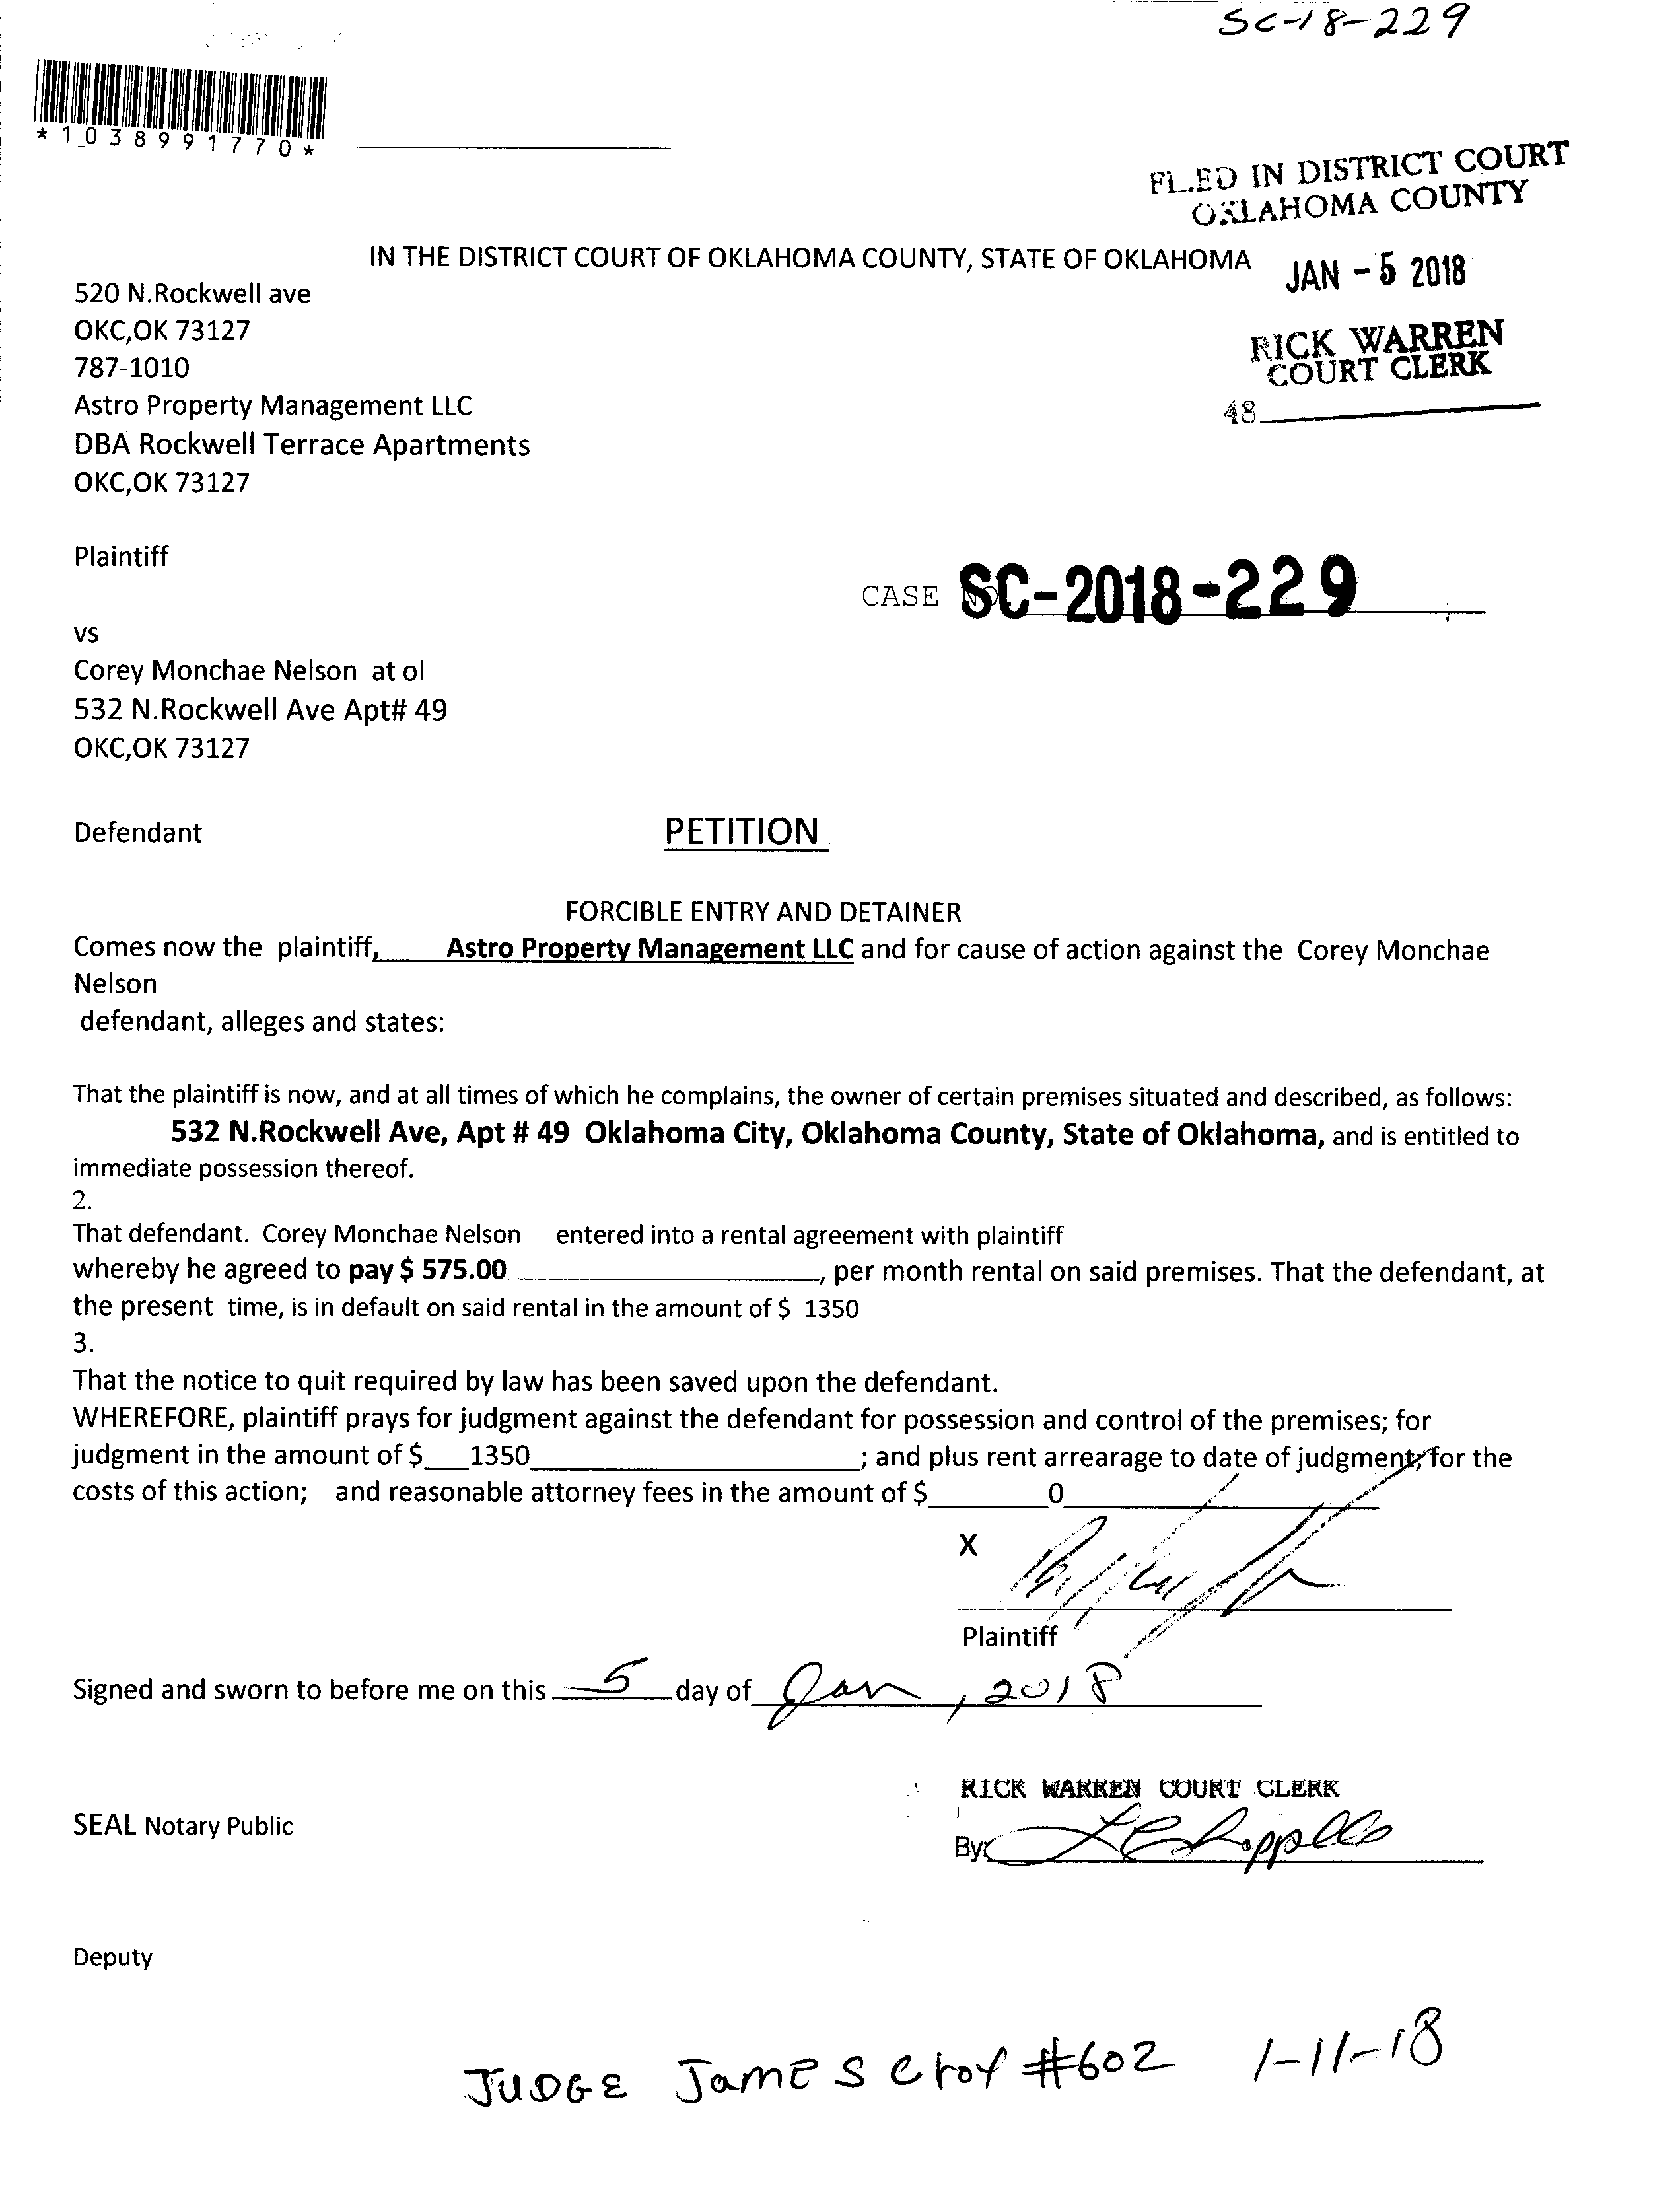 SC-18-229
*1038991770*
FILED IN DISTRICT COURT
OKLAHOMA COUNTY
IN THE DISTRICT COURT OF OKLAHOMA COUNTY, STATE OF OKLAHOMA
JAN - 5 2018
520 N.Rockwell ave
OKC,OK 73127
787-1010
RICK WARREN
COURT CLERK
Astro Property Management LLC
48
DBA Rockwell Terrace Apartments
OKC,OK 73127
Plaintiff
CASE NO SC-2018-229
vs
Corey Monchae Nelson at ol
532 N.Rockwell Ave Apt# 49
OKC,OK 73127
Defendant
PETITION
FORCIBLE ENTRY AND DETAINER
Comes now the plaintiff, Astro Property Management LLC and for cause of action against the Corey Monchae
Nelson
defendant, alleges and states:
That the plaintiff is now, and at all times of which he complains, the owner of certain premises situated and described, as follows:
532 N.Rockwell Ave, Apt # 49 Oklahoma City, Oklahoma County, State of Oklahoma, and is entitled to
immediate possession thereof.
2.
That defendant. Corey Monchae Nelson entered into a rental agreement with plaintiff
whereby he agreed to pay $ 575.00____________________, per month rental on said premises. That the defendant, at
the present time, is in default on said rental in the amount of $ 1350
3.
That the notice to quit required by law has been saved upon the defendant.
WHEREFORE, plaintiff prays for judgment against the defendant for possession and control of the premises; for
judgment in the amount of $___1350____________________; and plus rent arrearage to date of judgment; for the
costs of this action; and reasonable attorney fees in the amount of $________0____________________
X
Plaintiff
Signed and sworn to before me on this 5 day of Jan, 2018
RICK WARREN COURT CLERK
SEAL Notary Public
By:
Deputy
JUDGE JamES Croy #602 1-11-18